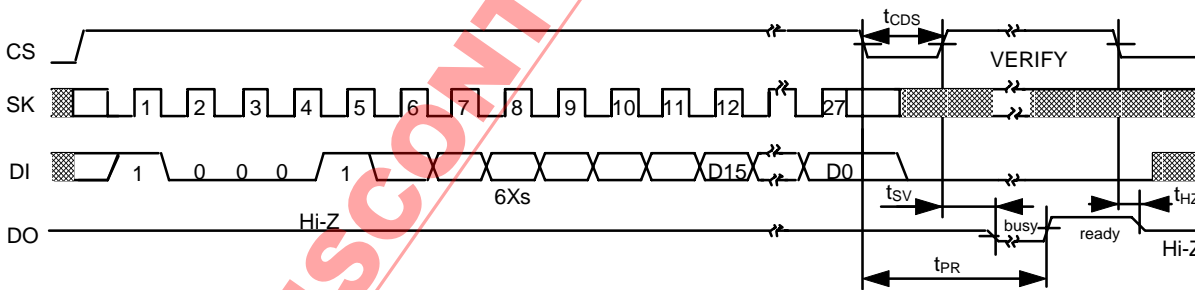 tCDS
CS
VERIFY
SK
1 2 3 4 5 6 7 8 9 10 11 12 27
DI
1 0 0 0 1 D15 D0
6Xs
tSV
tHZ
Hi-Z
busy
ready
DO
Hi-Z
tPR
SCONT